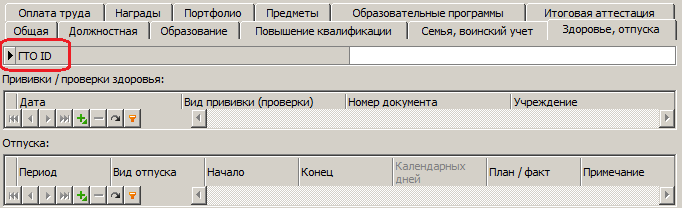 Оплата труда Награды Портфолио Предметы Образовательные программы Итоговая аттестация
Общая Должностная Образование Повышение квалификации Семья, воинский учет Здоровье, отпуска
ГТО ID
Прививки / проверки здоровья:
Дата Вид прививки (проверки) Номер документа Учреждение
Отпуска:
Период Вид отпуска Начало Конец Календарных дней План / факт Примечание